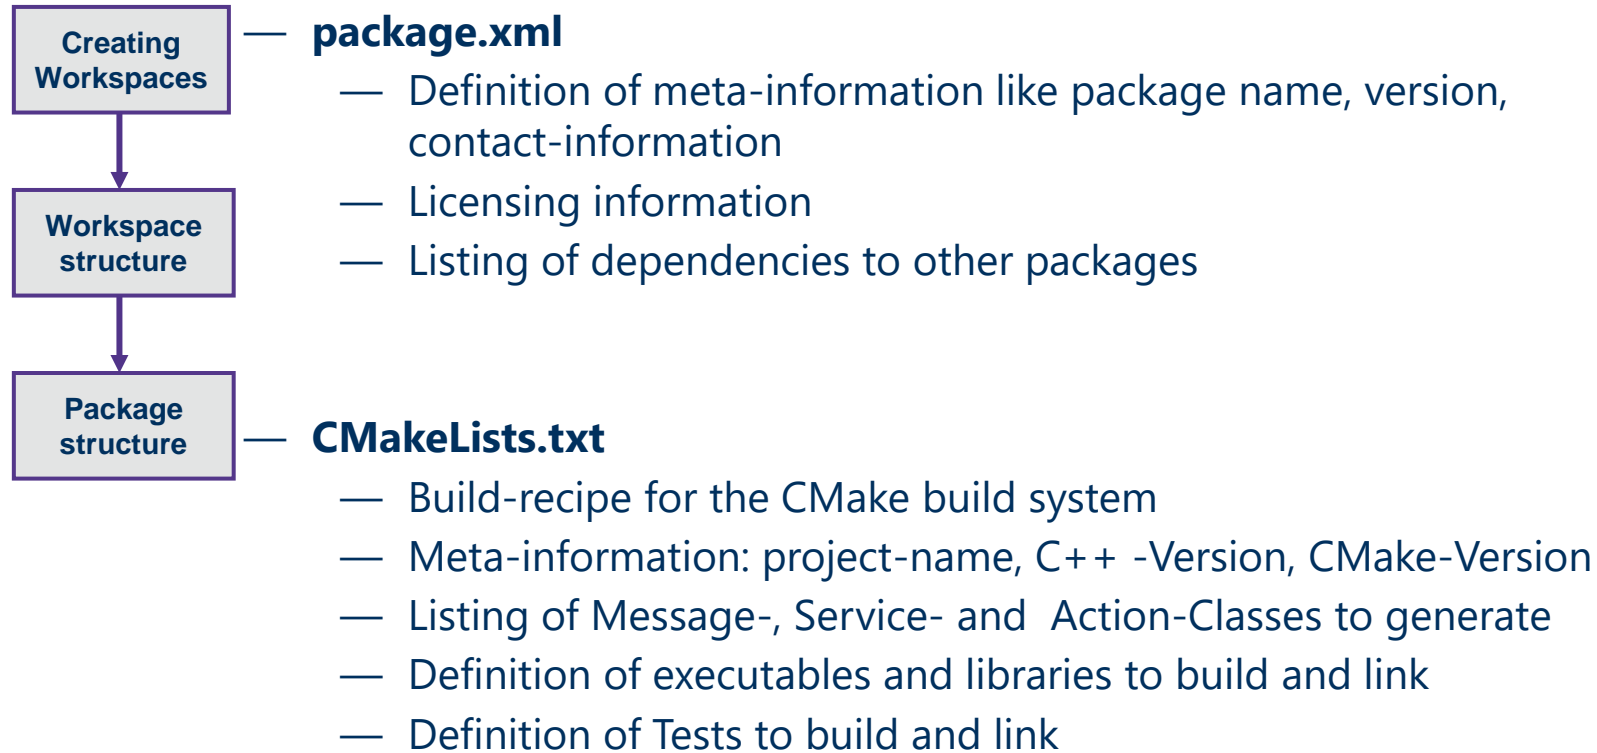 Creating
Workspaces
Workspace
structure
Package
structure
— package.xml
— Definition of meta-information like package name, version,
contact-information
— Licensing information
— Listing of dependencies to other packages
— CMakeLists.txt
— Build-recipe for the CMake build system
— Meta-information: project-name, C++ -Version, CMake-Version
— Listing of Message-, Service- and  Action-Classes to generate
— Definition of executables and libraries to build and link
— Definition of Tests to build and link